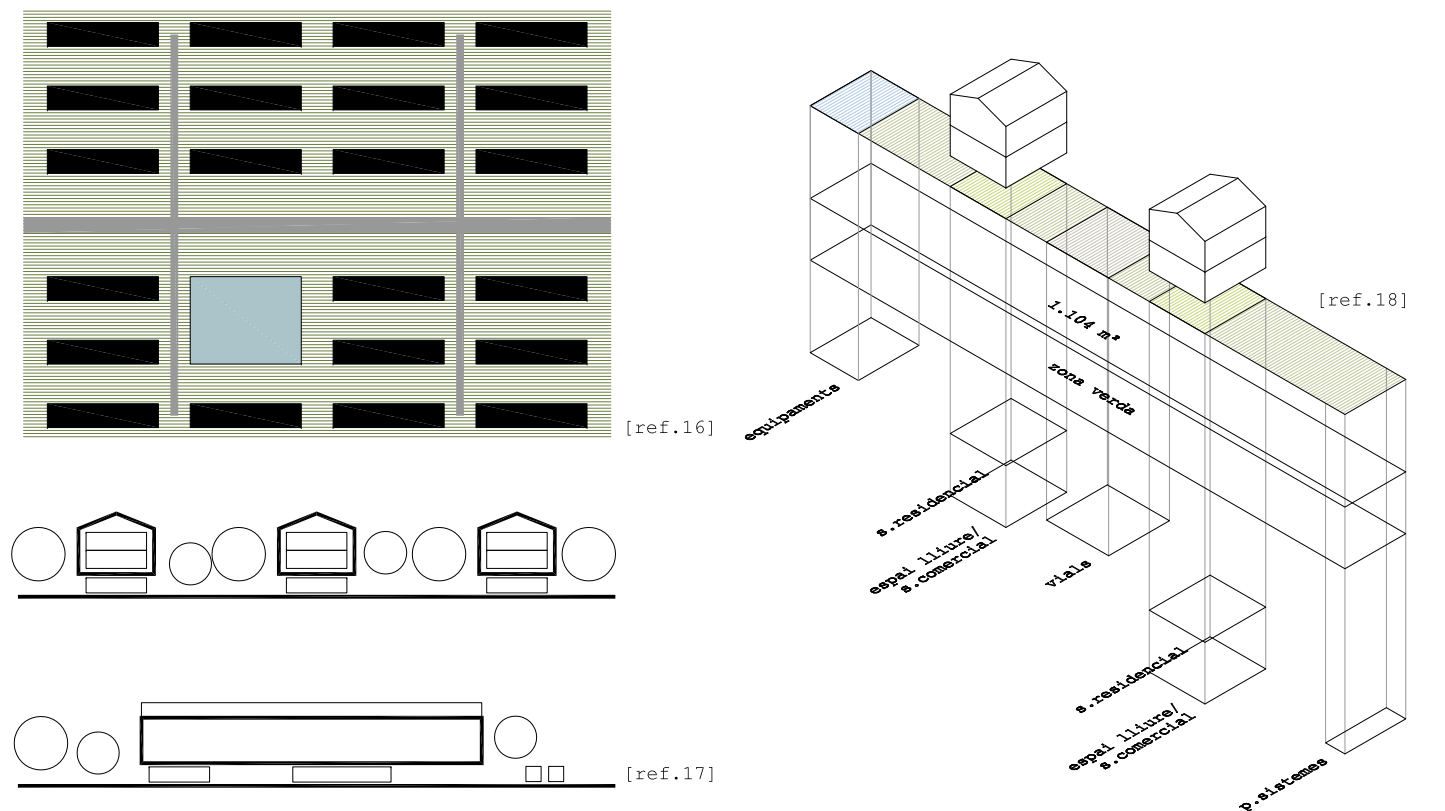 [ref.16]
[ref.17]
[ref.18]
1.104 m²
zona verda
equipaments
s.residencial
espai lliure/
s.comercial
vials
s.residencial
espai lliure/
s.comercial
p.sistemes